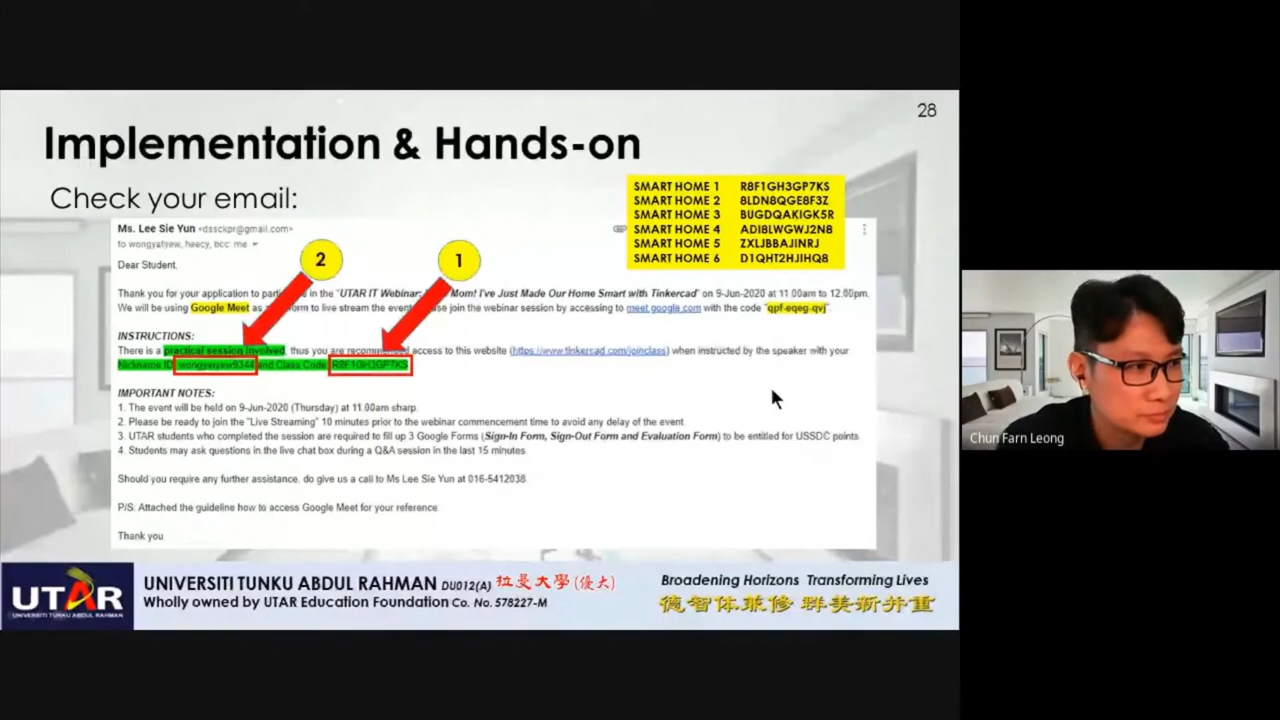 28
Implementation & Hands-on
Check your email:
SMART HOME 1 R8F1GH3GP7KS
SMART HOME 2 8LDN8QGE8F3Z
SMART HOME 3 BUGDQAKIGK5R
SMART HOME 4 ADI8LWGWJ2N8
SMART HOME 5 ZXLJBBAJINRJ
SMART HOME 6 D1QHT2HJIHQ8
Ms. Lee Sie Yun <dssckpr@gmail.com>
to wongyatyew, heecy, bcc: me
2
1
Dear Student,
Thank you for your application to in the "UTAR IT Webinar: Mom! I've Just Made Our Home Smart with Tinkercad" on 9-Jun-2020 at 11.00am to 12.00pm.
We will be using Google Meet as to live stream the join the webinar session by accessing to meet.google.com with the code "qpf-eqeg-qvj".
INSTRUCTIONS:
There is a practical session involved, thus you are access to this website (https://www.tinkercad.com/joinclass) when instructed by the speaker with your
Nickname ID and Class Code R8F1GH3GP7KS
IMPORTANT NOTES:
1. The event will be held on 9-Jun-2020 (Thursday) at 11.00am sharp.
2. Please be ready to join the "Live Streaming" 10 minutes prior to the webinar commencement time to avoid any delay of the event.
3. UTAR students who completed the session are required to fill up 3 Google Forms (Sign-In Form, Sign-Out Form and Evaluation Form) to be entitled for USSDC points.
4. Students may ask questions in the live chat box during a Q&A session in the last 15 minutes.
Should you require any further assistance, do give us a call to Ms Lee Sie Yun at 016-5412038.
P/S: Attached the guideline how to access Google Meet for your reference.
Thank you.
UTAR
UNIVERSITI TUNKU ABDUL RAHMAN
UNIVERSITI TUNKU ABDUL RAHMAN DU012(A) 拉曼大學(優大)
Wholly owned by UTAR Education Foundation Co. No. 578227-M
Broadening Horizons Transforming Lives
德智体兼修 群美新并重
Chun Farn Leong